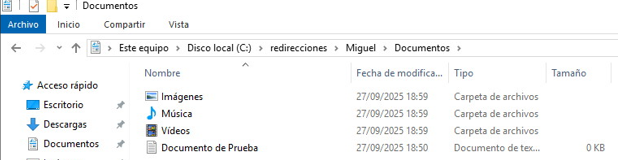 Documentos
Archivo Inicio Compartir Vista
Este equipo > Disco local (C:) > redirecciones > Miguel > Documentos >
Nombre Fecha de modifica... Tipo Tamaño
Acceso rápido
Escritorio
Descargas
Documentos
Imágenes 27/09/2025 18:59 Carpeta de archivos
Música 27/09/2025 18:59 Carpeta de archivos
Vídeos 27/09/2025 18:59 Carpeta de archivos
Documento de Prueba 27/09/2025 18:50 Documento de tex... 0 KB